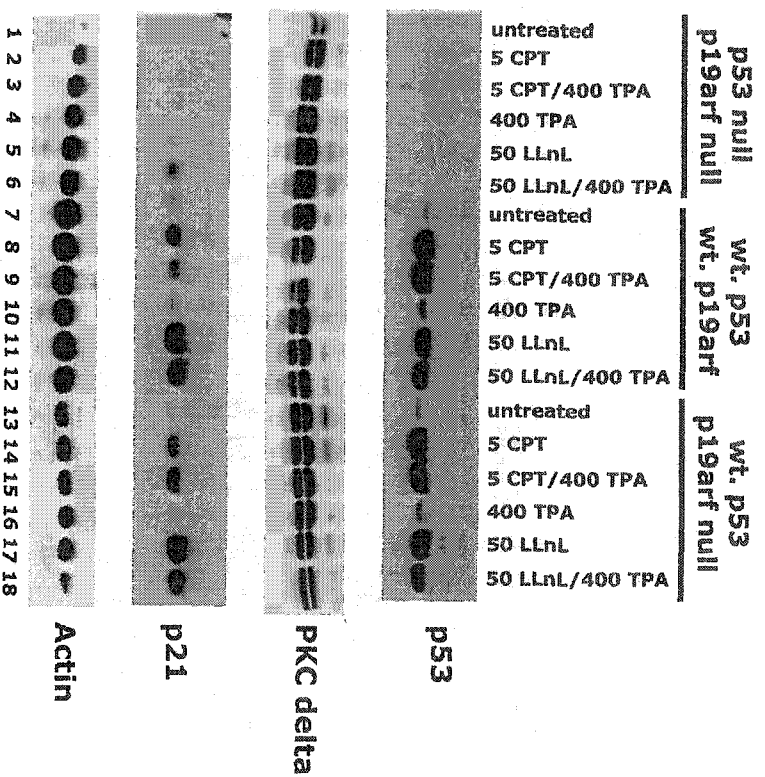 p53 null
p19arf null
wt. p53
wt. p19arf
wt. p53
p19arf null
untreated
5 CPT
5 CPT/400 TPA
400 TPA
50 LLnL
50 LLnL/400 TPA
untreated
5 CPT
5 CPT/400 TPA
400 TPA
50 LLnL
50 LLnL/400 TPA
untreated
5 CPT
5 CPT/400 TPA
400 TPA
50 LLnL
50 LLnL/400 TPA
p53
PKC delta
p21
Actin
1 2 3 4 5 6 7 8 9 10 11 12 13 14 15 16 17 18